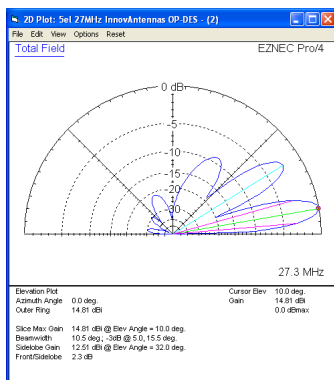 2D Plot: 5el 27MHz InnovAntennas OP-DES - (2)
File Edit View Options Reset
Total Field
EZNEC Pro/4
0 dB
-5
-10
-15
-20
-30
27.3 MHz
Elevation Plot
Azimuth Angle 0.0 deg.
Outer Ring 14.81 dBi
Cursor Elev 10.0 deg.
Gain 14.81 dBi
0.0 dBmax
Slice Max Gain 14.81 dBi @ Elev Angle = 10.0 deg.
Beamwidth 10.5 deg.; -3dB @ 5.0, 15.5 deg.
Sidelobe Gain 12.51 dBi @ Elev Angle = 32.0 deg.
Front/Sidelobe 2.3 dB